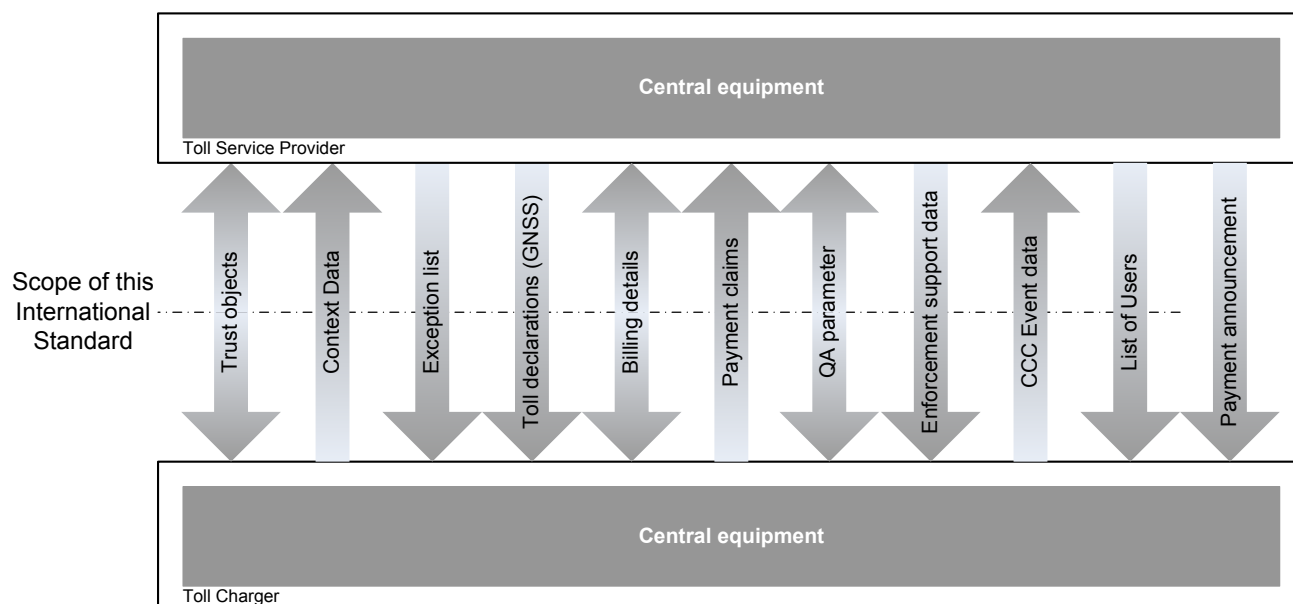 Central equipment
Toll Service Provider
Scope of this
International
Standard
Trust objects
Context Data
Exception list
Toll declarations (GNSS)
Billing details
Payment claims
QA parameter
Enforcement support data
CCC Event data
List of Users
Payment announcement
Central equipment
Toll Charger